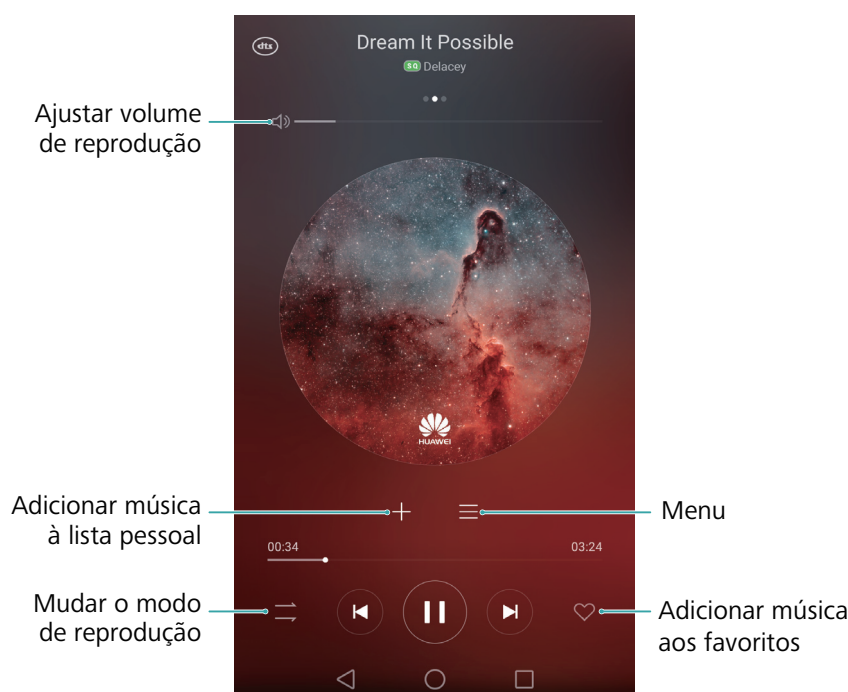 dts
Dream It Possible
SQ Delacey
Ajustar volume
de reprodução
HUAWEI
Adicionar música
à lista pessoal
Menu
00:34
03:24
Mudar o modo
de reprodução
Adicionar música
aos favoritos